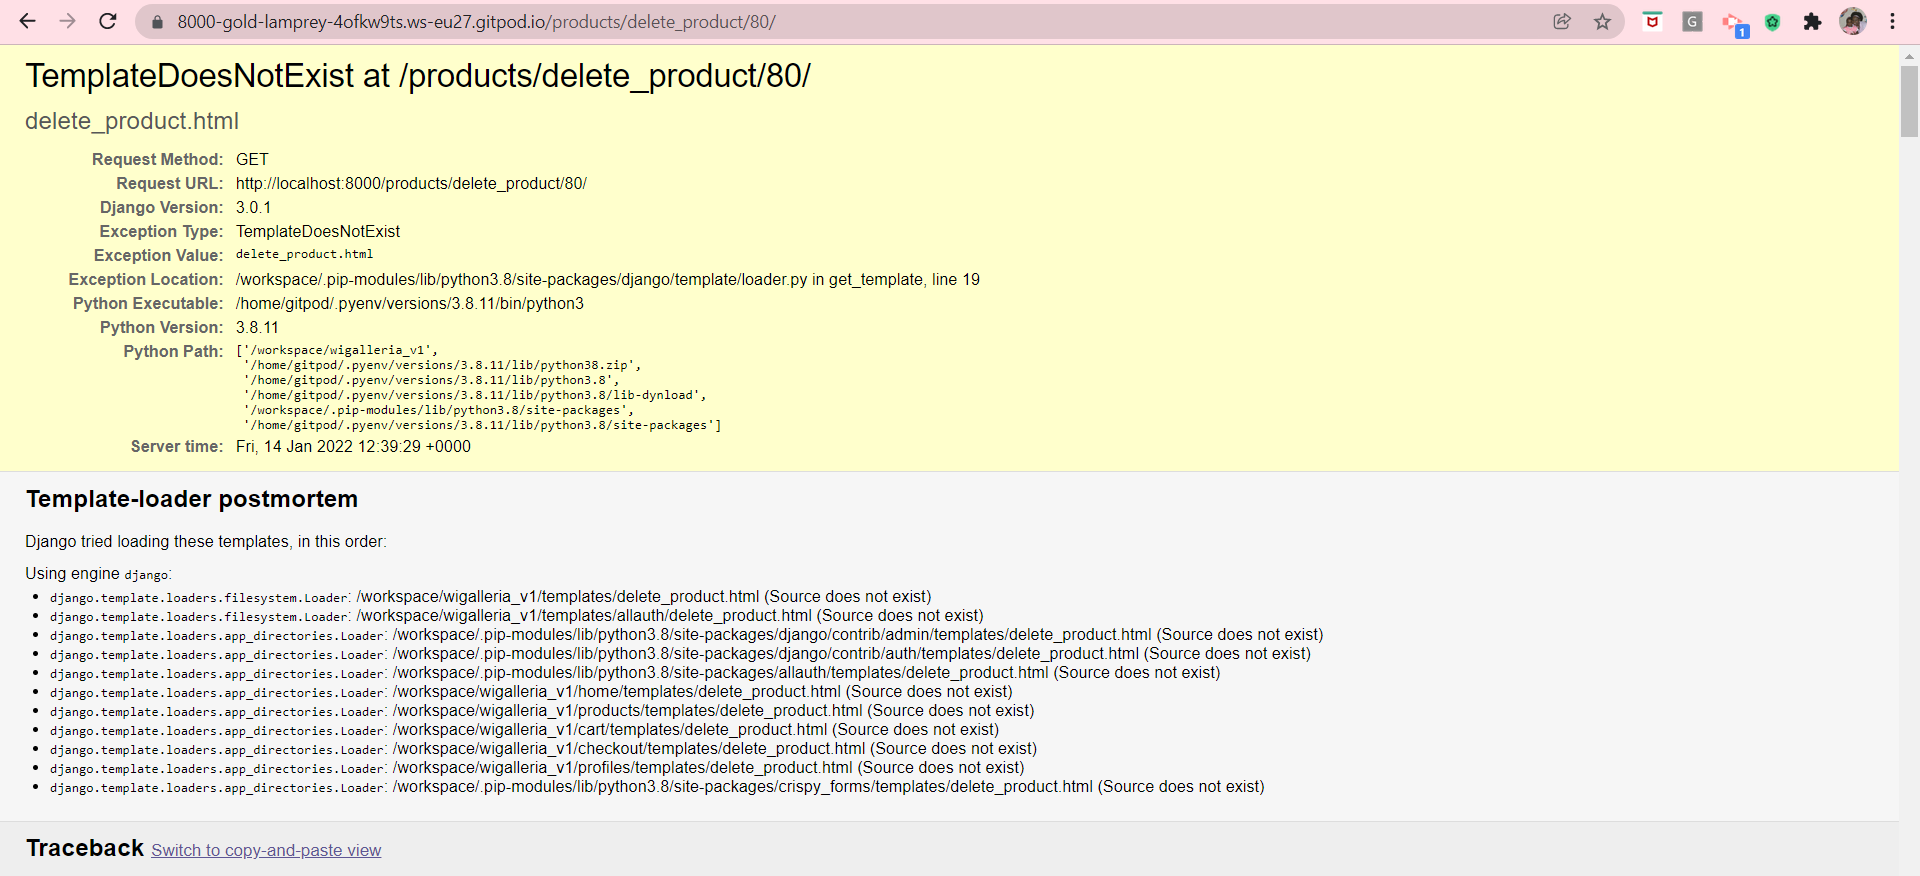 8000-gold-lamprey-4ofkw9ts.ws-eu27.gitpod.io/products/delete_product/80/
G
1
TemplateDoesNotExist at /products/delete_product/80/
delete_product.html
Request Method: GET
Request URL: http://localhost:8000/products/delete_product/80/
Django Version: 3.0.1
Exception Type: TemplateDoesNotExist
Exception Value: delete_product.html
Exception Location: /workspace/.pip-modules/lib/python3.8/site-packages/django/template/loader.py in get_template, line 19
Python Executable: /home/gitpod/.pyenv/versions/3.8.11/bin/python3
Python Version: 3.8.11
Python Path: ['/workspace/wigalleria_v1',
'/home/gitpod/.pyenv/versions/3.8.11/lib/python38.zip',
'/home/gitpod/.pyenv/versions/3.8.11/lib/python3.8',
'/home/gitpod/.pyenv/versions/3.8.11/lib/python3.8/lib-dynload',
'/workspace/.pip-modules/lib/python3.8/site-packages',
'/home/gitpod/.pyenv/versions/3.8.11/lib/python3.8/site-packages']
Server time: Fri, 14 Jan 2022 12:39:29 +0000
Template-loader postmortem
Django tried loading these templates, in this order:
Using engine django:
• django.template.loaders.filesystem.Loader: /workspace/wigalleria_v1/templates/delete_product.html (Source does not exist)
• django.template.loaders.filesystem.Loader: /workspace/wigalleria_v1/templates/allauth/delete_product.html (Source does not exist)
• django.template.loaders.app_directories.Loader: /workspace/.pip-modules/lib/python3.8/site-packages/django/contrib/admin/templates/delete_product.html (Source does not exist)
• django.template.loaders.app_directories.Loader: /workspace/.pip-modules/lib/python3.8/site-packages/django/contrib/auth/templates/delete_product.html (Source does not exist)
• django.template.loaders.app_directories.Loader: /workspace/.pip-modules/lib/python3.8/site-packages/allauth/templates/delete_product.html (Source does not exist)
• django.template.loaders.app_directories.Loader: /workspace/wigalleria_v1/home/templates/delete_product.html (Source does not exist)
• django.template.loaders.app_directories.Loader: /workspace/wigalleria_v1/products/templates/delete_product.html (Source does not exist)
• django.template.loaders.app_directories.Loader: /workspace/wigalleria_v1/cart/templates/delete_product.html (Source does not exist)
• django.template.loaders.app_directories.Loader: /workspace/wigalleria_v1/checkout/templates/delete_product.html (Source does not exist)
• django.template.loaders.app_directories.Loader: /workspace/wigalleria_v1/profiles/templates/delete_product.html (Source does not exist)
• django.template.loaders.app_directories.Loader: /workspace/.pip-modules/lib/python3.8/site-packages/crispy_forms/templates/delete_product.html (Source does not exist)
Traceback Switch to copy-and-paste view